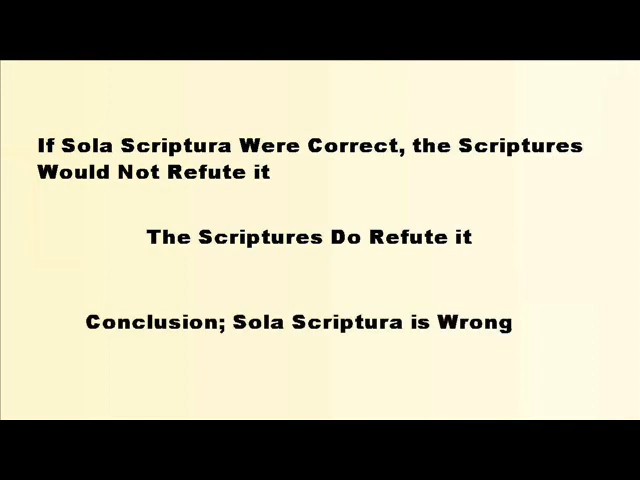 If Sola Scriptura Were Correct, the Scriptures
Would Not Refute it
The Scriptures Do Refute it
Conclusion; Sola Scriptura is Wrong